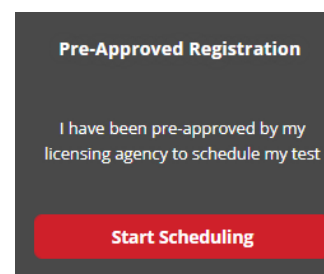 Pre-Approved Registration
I have been pre-approved by my
licensing agency to schedule my test
Start Scheduling